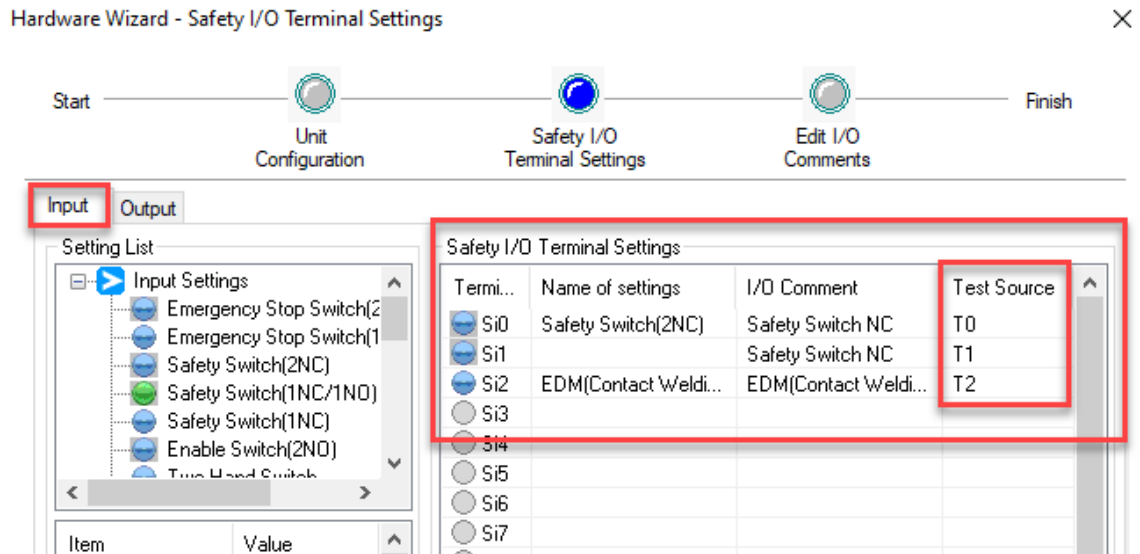 Hardware Wizard - Safety I/O Terminal Settings
Start
Unit
Configuration
Safety I/O
Terminal Settings
Edit I/O
Comments
Finish
Input
Output
Setting List
Input Settings
Emergency Stop Switch(2
Emergency Stop Switch(1
Safety Switch(2NC)
Safety Switch(1NC/1NO)
Safety Switch(1NC)
Enable Switch(2NO)
Two Hand Switch
Item Value
Safety I/O Terminal Settings
Termi... Name of settings I/O Comment Test Source
Si0 Safety Switch(2NC) Safety Switch NC T0
Si1 Safety Switch NC T1
Si2 EDM(Contact Weldi... EDM(Contact Weldi... T2
Si3
Si4
Si5
Si6
Si7